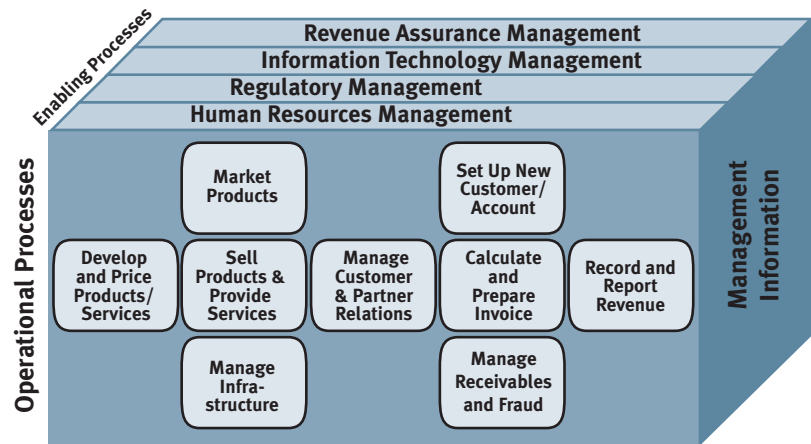 Enabling Processes
Revenue Assurance Management
Information Technology Management
Regulatory Management
Human Resources Management
Operational Processes
Market
Products
Set Up New
Customer/
Account
Develop
and Price
Products/
Services
Sell
Products &
Provide
Services
Manage
Customer
& Partner
Relations
Calculate
and
Prepare
Invoice
Record and
Report
Revenue
Manage
Infra-
structure
Manage
Receivables
and Fraud
Management
Information